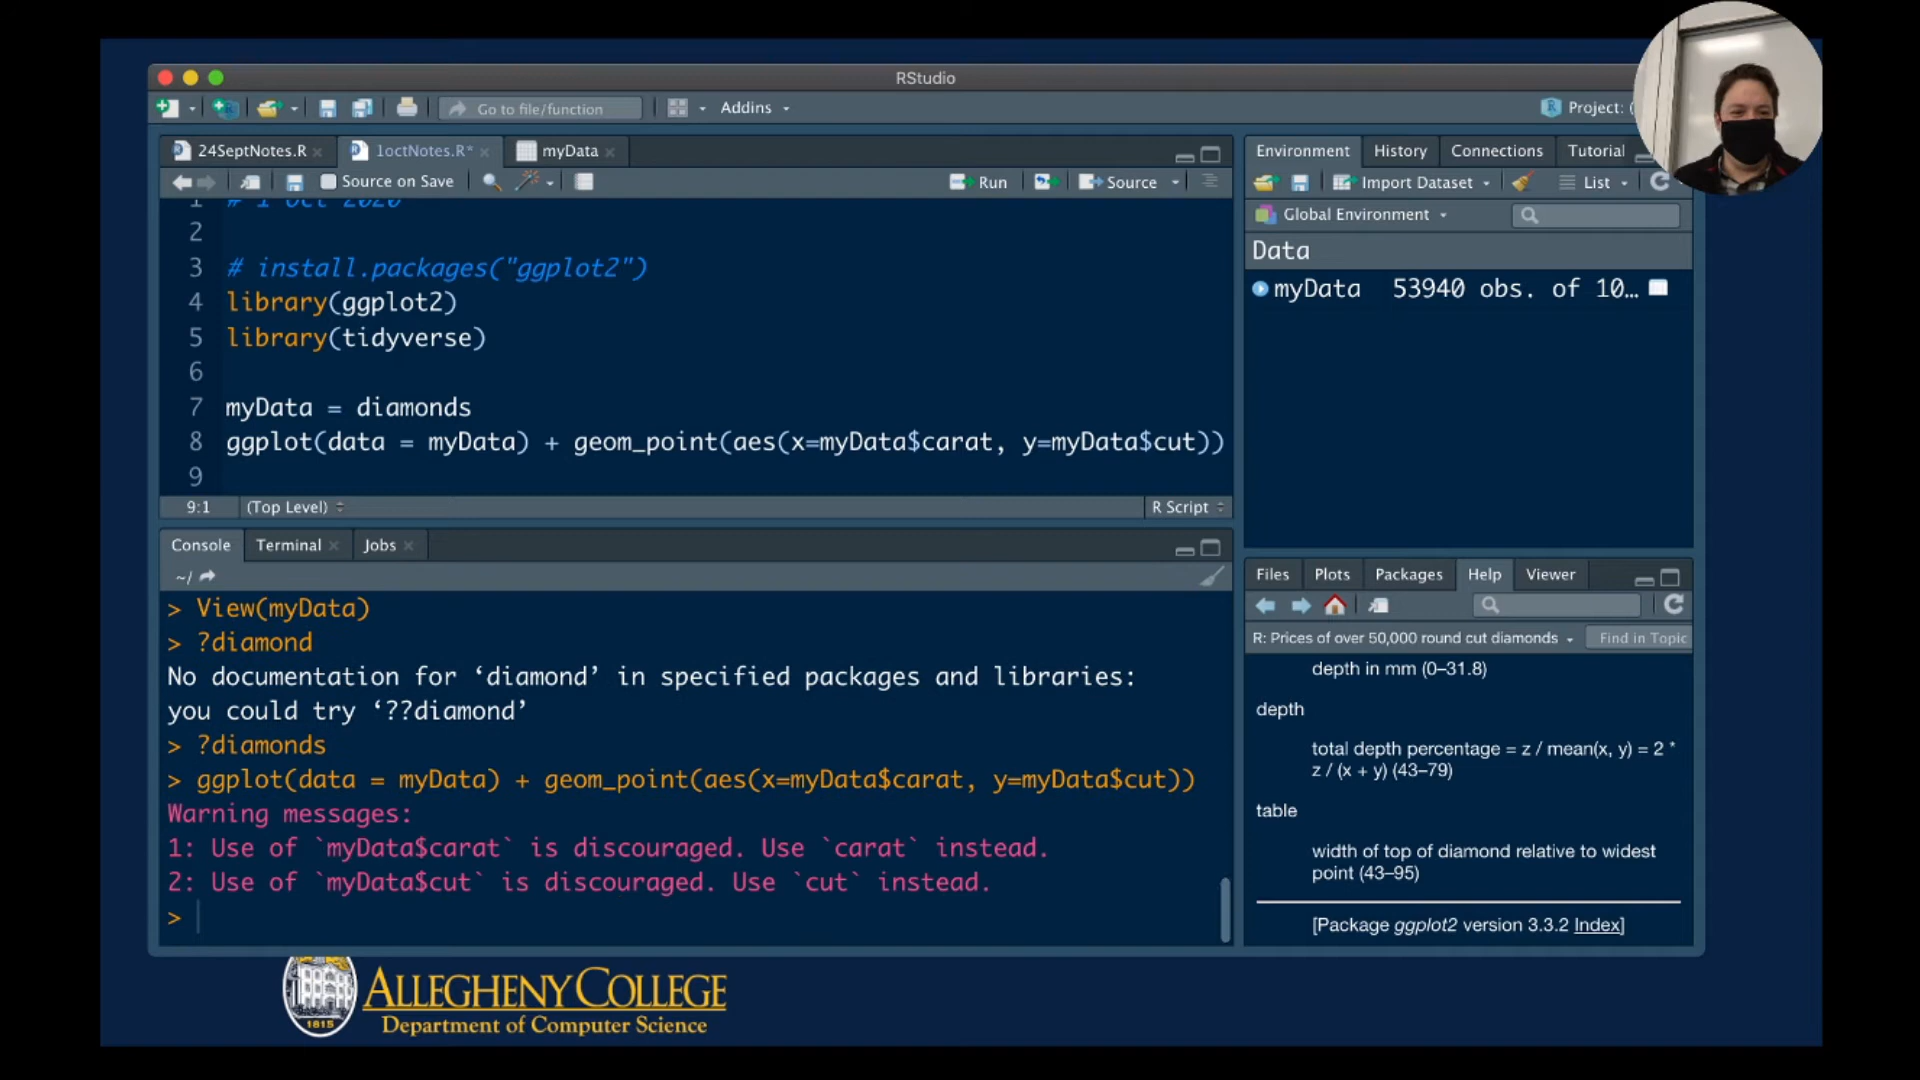 RStudio
Go to file/function
Addins
Project: (
24SeptNotes.R
1octNotes.R*
myData
Source on Save
Run
Source
1 # 1 Oct 2020
2
3 # install.packages("ggplot2")
4 library(ggplot2)
5 library(tidyverse)
6
7 myData = diamonds
8 ggplot(data = myData) + geom_point(aes(x=myData$carat, y=myData$cut))
9
9:1 (Top Level) R Script
Console Terminal Jobs
~/
> View(myData)
> ?diamond
No documentation for ‘diamond’ in specified packages and libraries:
you could try ‘??diamond’
> ?diamonds
> ggplot(data = myData) + geom_point(aes(x=myData$carat, y=myData$cut))
Warning messages:
1: Use of `myData$carat` is discouraged. Use `carat` instead.
2: Use of `myData$cut` is discouraged. Use `cut` instead.
>
Environment History Connections Tutorial
Import Dataset List
Global Environment
Data
myData 53940 obs. of 10…
Files Plots Packages Help Viewer
R: Prices of over 50,000 round cut diamonds Find in Topic
depth in mm (0–31.8)
depth
total depth percentage = z / mean(x, y) = 2 *
z / (x + y) (43–79)
table
width of top of diamond relative to widest
point (43–95)
[Package ggplot2 version 3.3.2 Index]
1815
ALLEGHENY COLLEGE
Department of Computer Science